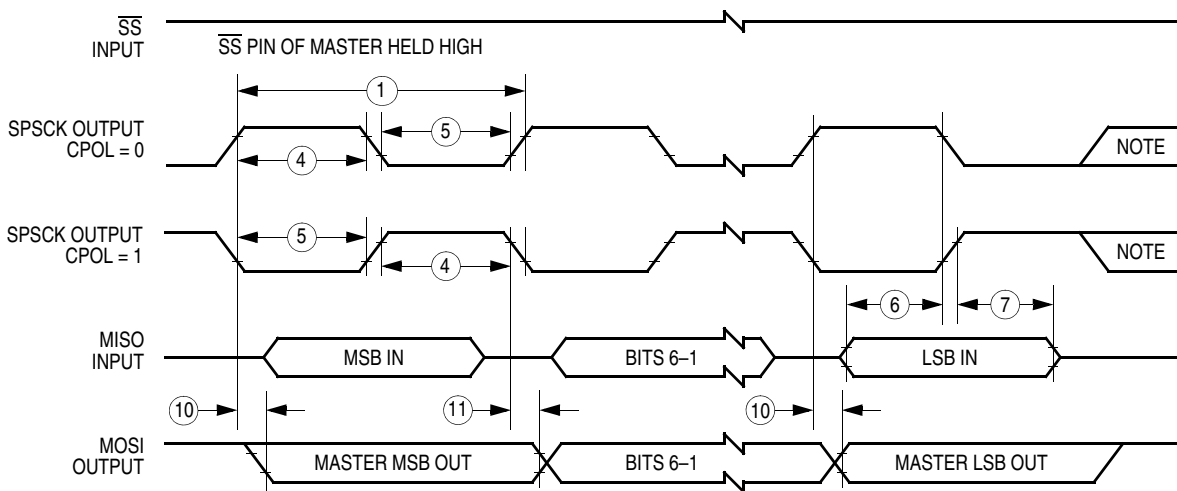 SS
INPUT
SS PIN OF MASTER HELD HIGH
1
SPSCK OUTPUT
CPOL = 0
5
4
NOTE
SPSCK OUTPUT
CPOL = 1
5
4
NOTE
6
7
MISO
INPUT
MSB IN
BITS 6–1
LSB IN
10
11
10
MOSI
OUTPUT
MASTER MSB OUT
BITS 6–1
MASTER LSB OUT